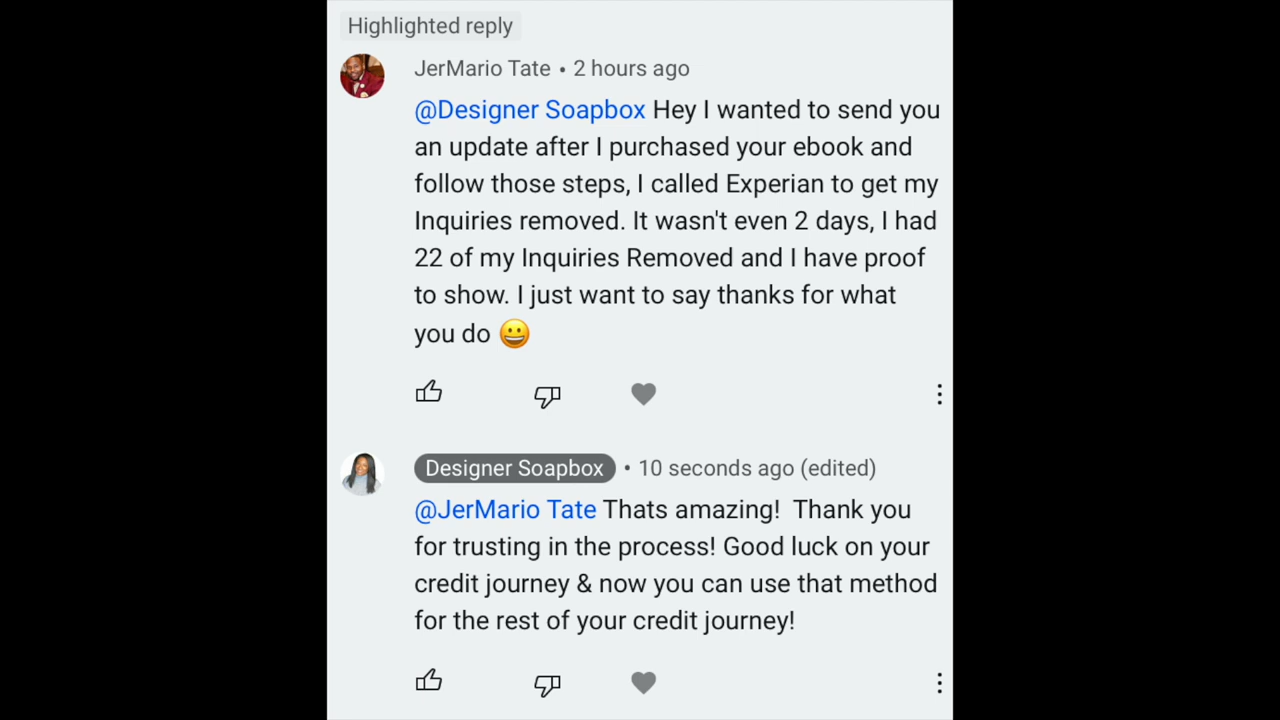 Highlighted reply
JerMario Tate • 2 hours ago
@Designer Soapbox Hey I wanted to send you
an update after I purchased your ebook and
follow those steps, I called Experian to get my
Inquiries removed. It wasn't even 2 days, I had
22 of my Inquiries Removed and I have proof
to show. I just want to say thanks for what
you do 😀
Designer Soapbox • 10 seconds ago (edited)
@JerMario Tate Thats amazing!  Thank you
for trusting in the process! Good luck on your
credit journey & now you can use that method
for the rest of your credit journey!